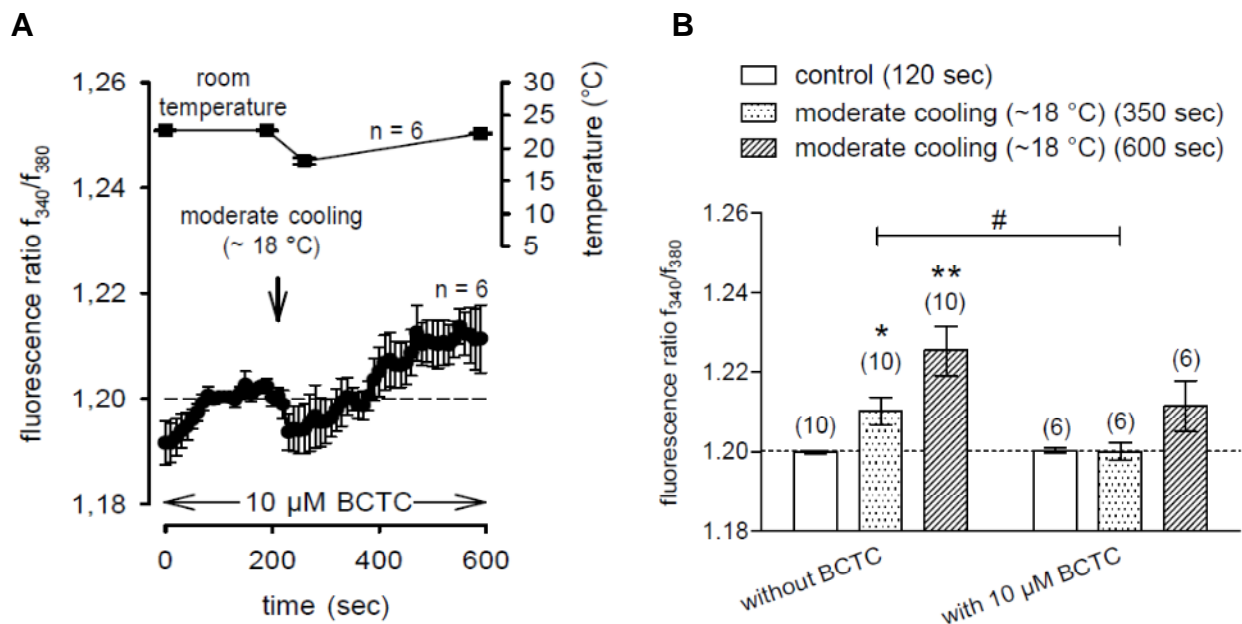 A
1,26
1,24
1,22
1,20
1,18
fluorescence ratio f340/f380
room
temperature
n = 6
30
25
20
15
10
5
temperature (°C)
moderate cooling
(~ 18 °C)
n = 6
10 µM BCTC
0
200
400
600
time (sec)
B
control (120 sec)
moderate cooling (~18 °C) (350 sec)
moderate cooling (~18 °C) (600 sec)
1.26
1.24
1.22
1.20
1.18
fluorescence ratio f340/f380
#
*
**
(10)
(10)
(10)
(6)
(6)
(6)
without BCTC
with 10 µM BCTC